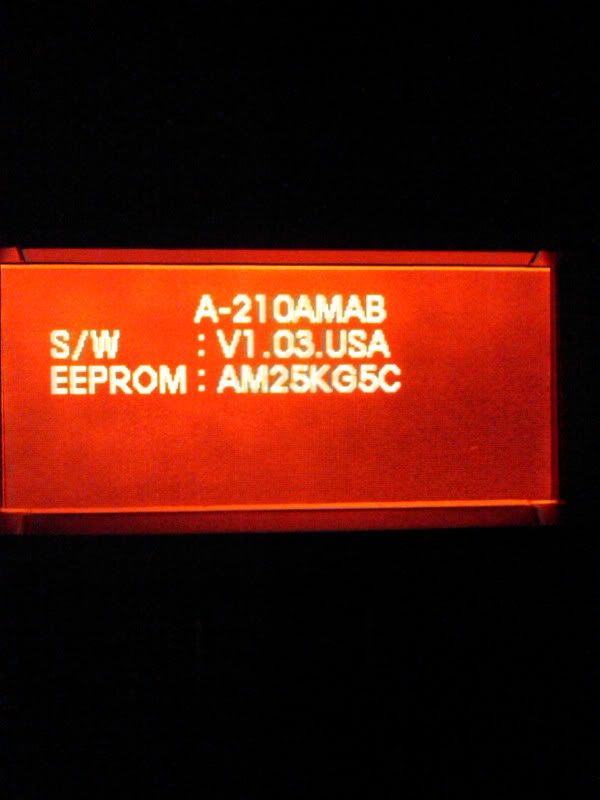 A-210AMAB
S/W : V1.03.USA
EEPROM : AM25KG5C